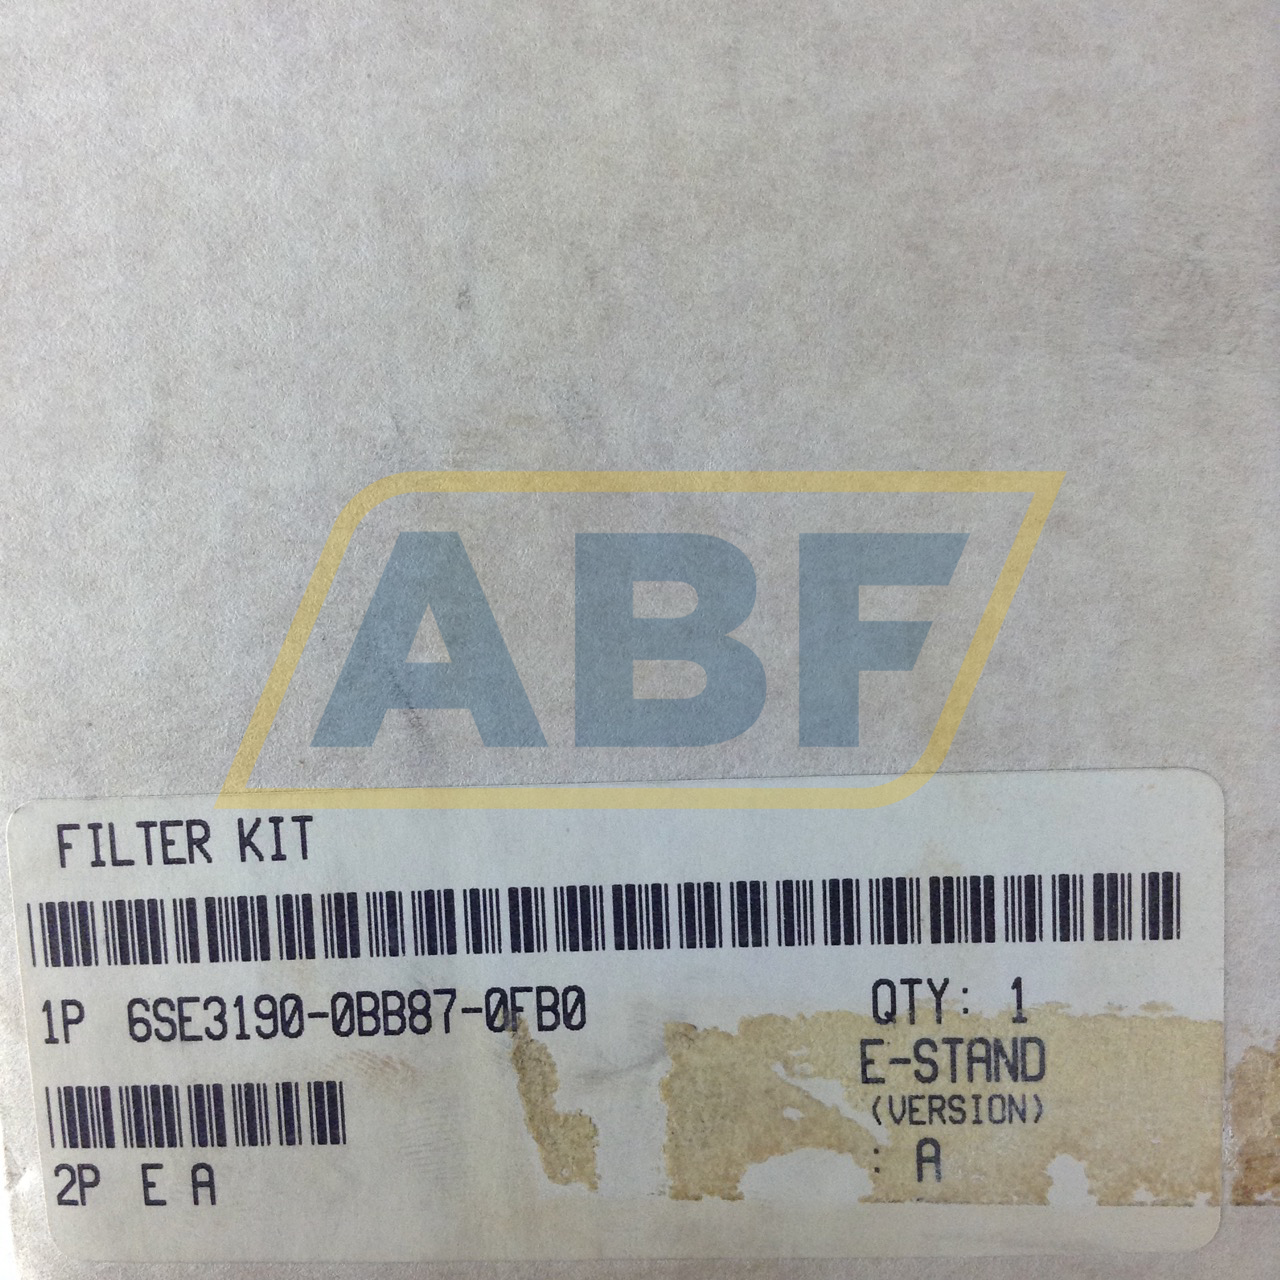 ABF
FILTER KIT
1P 6SE3190-0BB87-0FB0
QTY: 1
E-STAND
(VERSION)
: A
2P E A